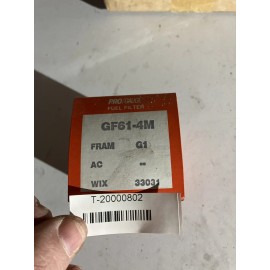 FUEL FILTER
GF61-4M
FRAM G1
AC --
WIX 33031
T-20000802